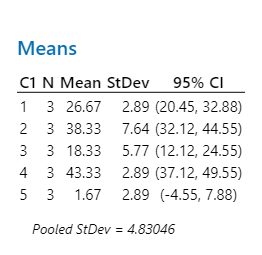 Means
C1 N Mean StDev 95% CI
1 3 26.67 2.89 (20.45, 32.88)
2 3 38.33 7.64 (32.12, 44.55)
3 3 18.33 5.77 (12.12, 24.55)
4 3 43.33 2.89 (37.12, 49.55)
5 3 1.67 2.89 (-4.55, 7.88)
Pooled StDev = 4.83046